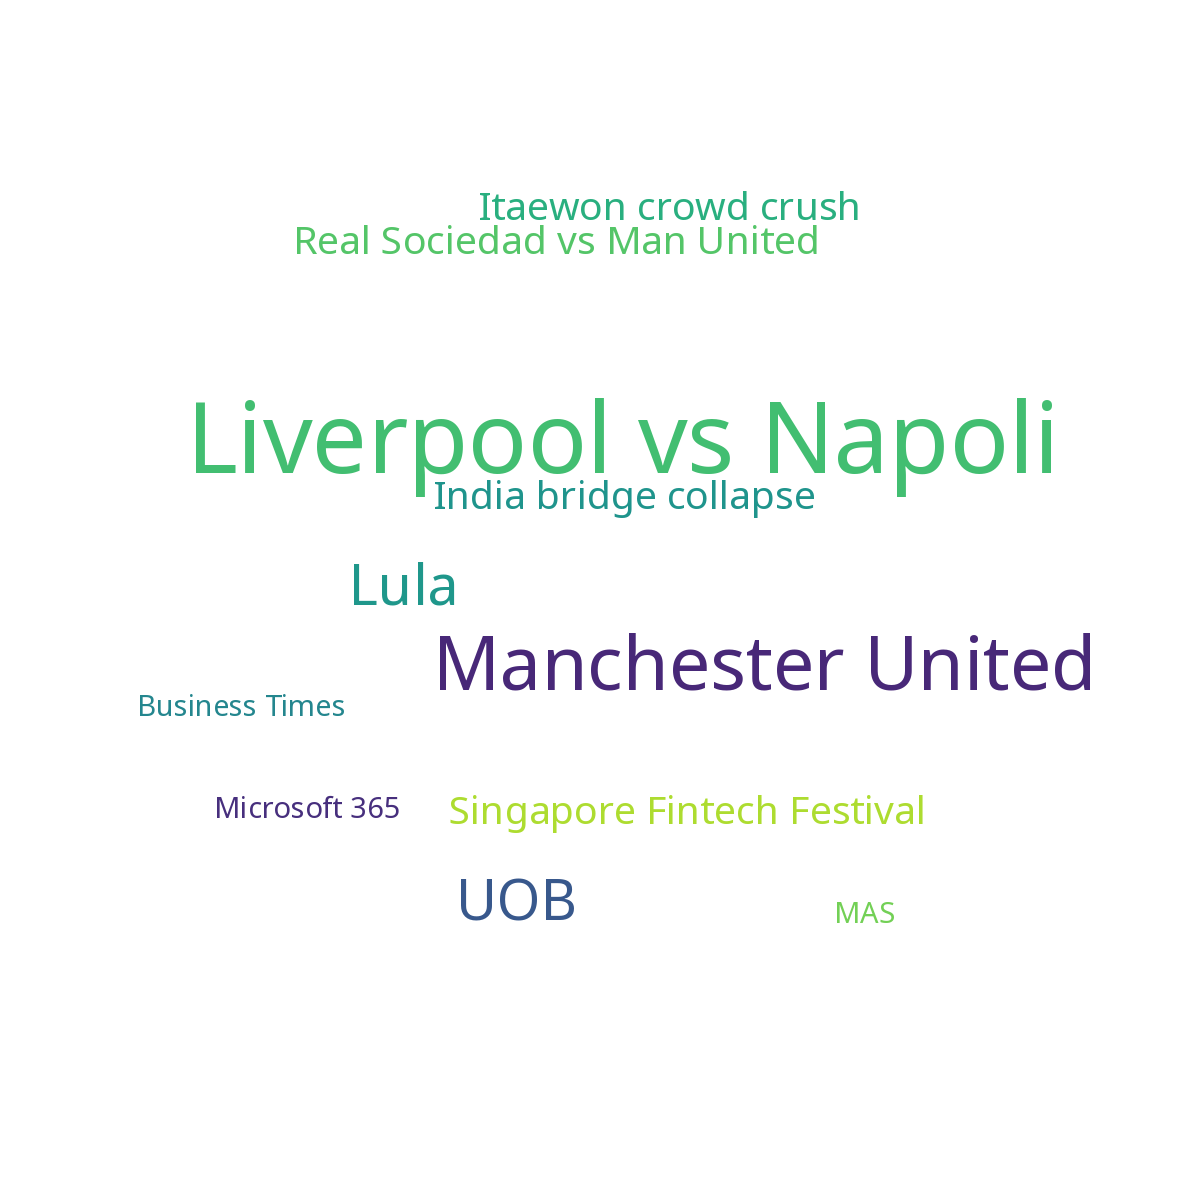 Itaewon crowd crush
Real Sociedad vs Man United
Liverpool vs Napoli
India bridge collapse
Lula
Manchester United
Business Times
Microsoft 365
Singapore Fintech Festival
UOB
MAS